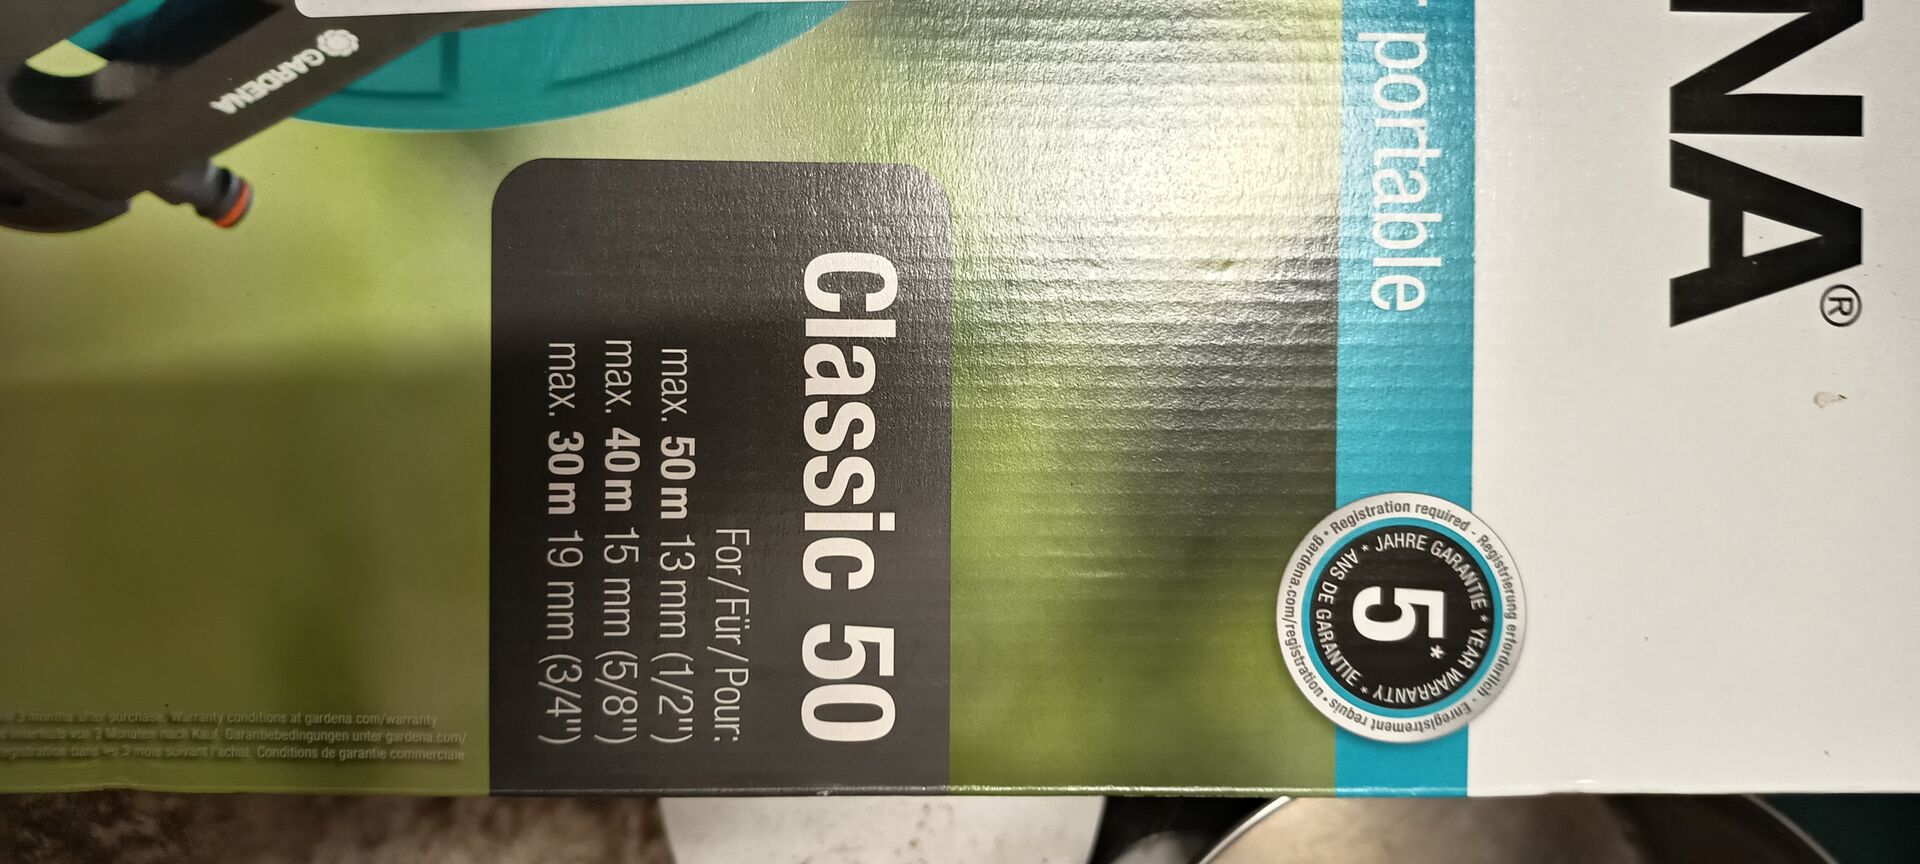 NA®
portable
Registration required - Registrierung erforderlich - Enregistrement requis • gardena.com/registration •
5*
JAHRE GARANTIE * YEAR WARRANTY * ANS DE GARANTIE *
Classic 50
For / Für / Pour:
max. 50 m 13 mm (1/2")
max. 40 m 15 mm (5/8")
max. 30 m 19 mm (3/4")
GARDENA
3 months after purchase. Warranty conditions at gardena.com/warranty
innerhalb von 3 Monaten nach Kauf. Garantiebedingungen unter gardena.com/
dans les 3 mois suivant l'achat. Conditions de garantie commerciale